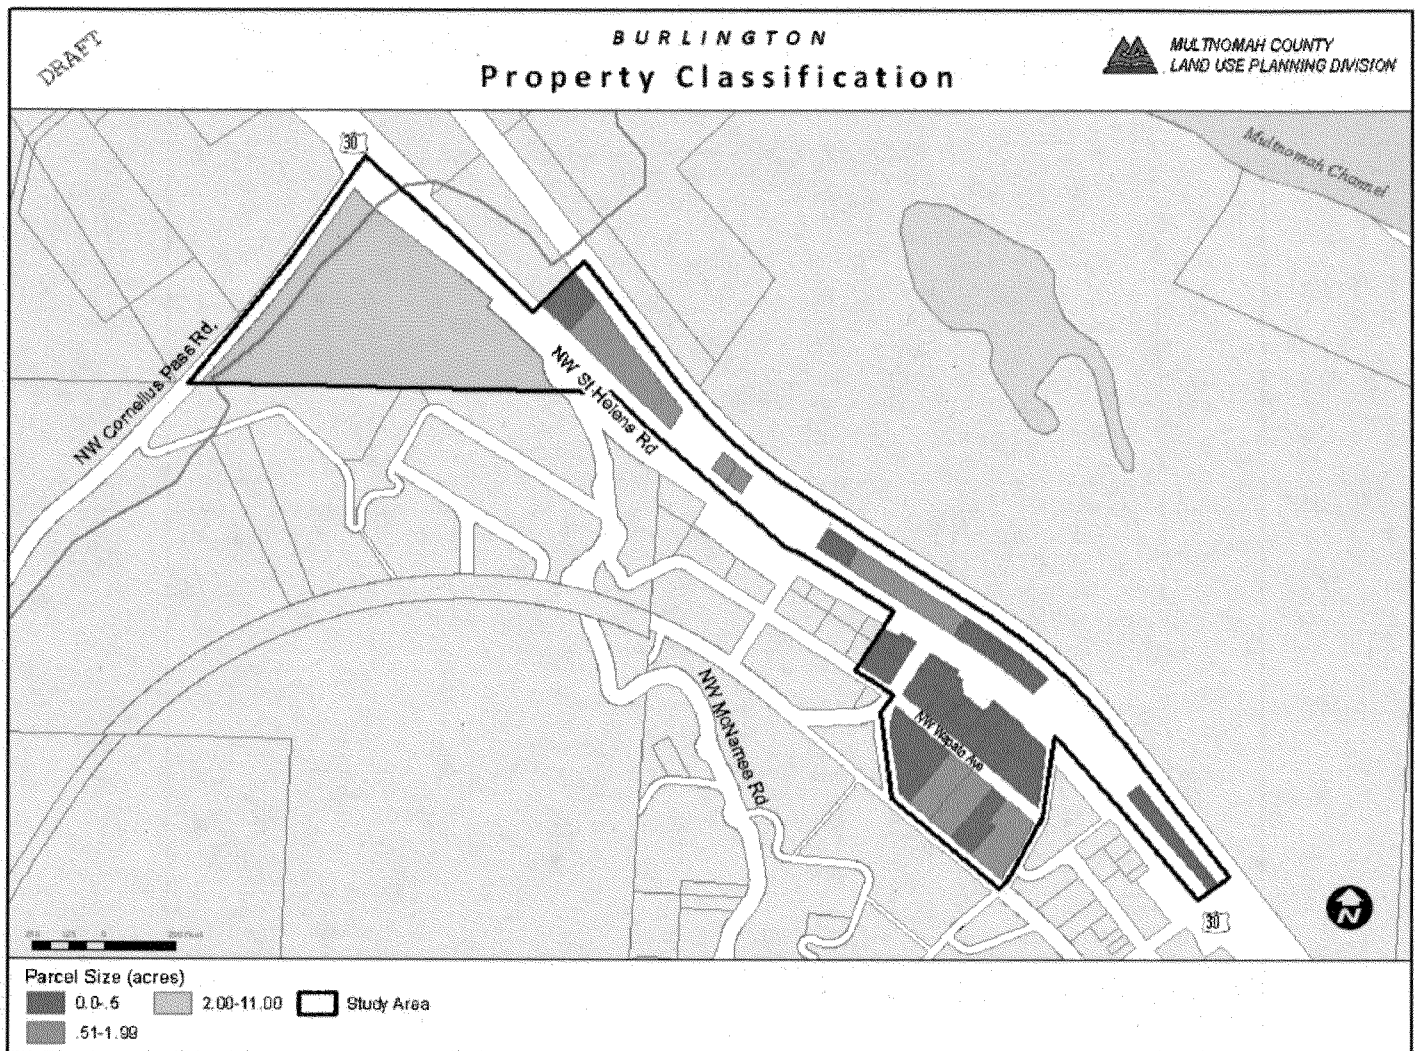 DRAFT
BURLINGTON
Property Classification
MULTNOMAH COUNTY
LAND USE PLANNING DIVISION
30
Multnomah Channel
NW Cornelius Pass Rd.
NW St Helens Rd
NW McNamee Rd
NW Wapato Ave
30
N
Parcel Size (acres)
0.0-.5 2.00-11.00 Study Area
.51-1.99